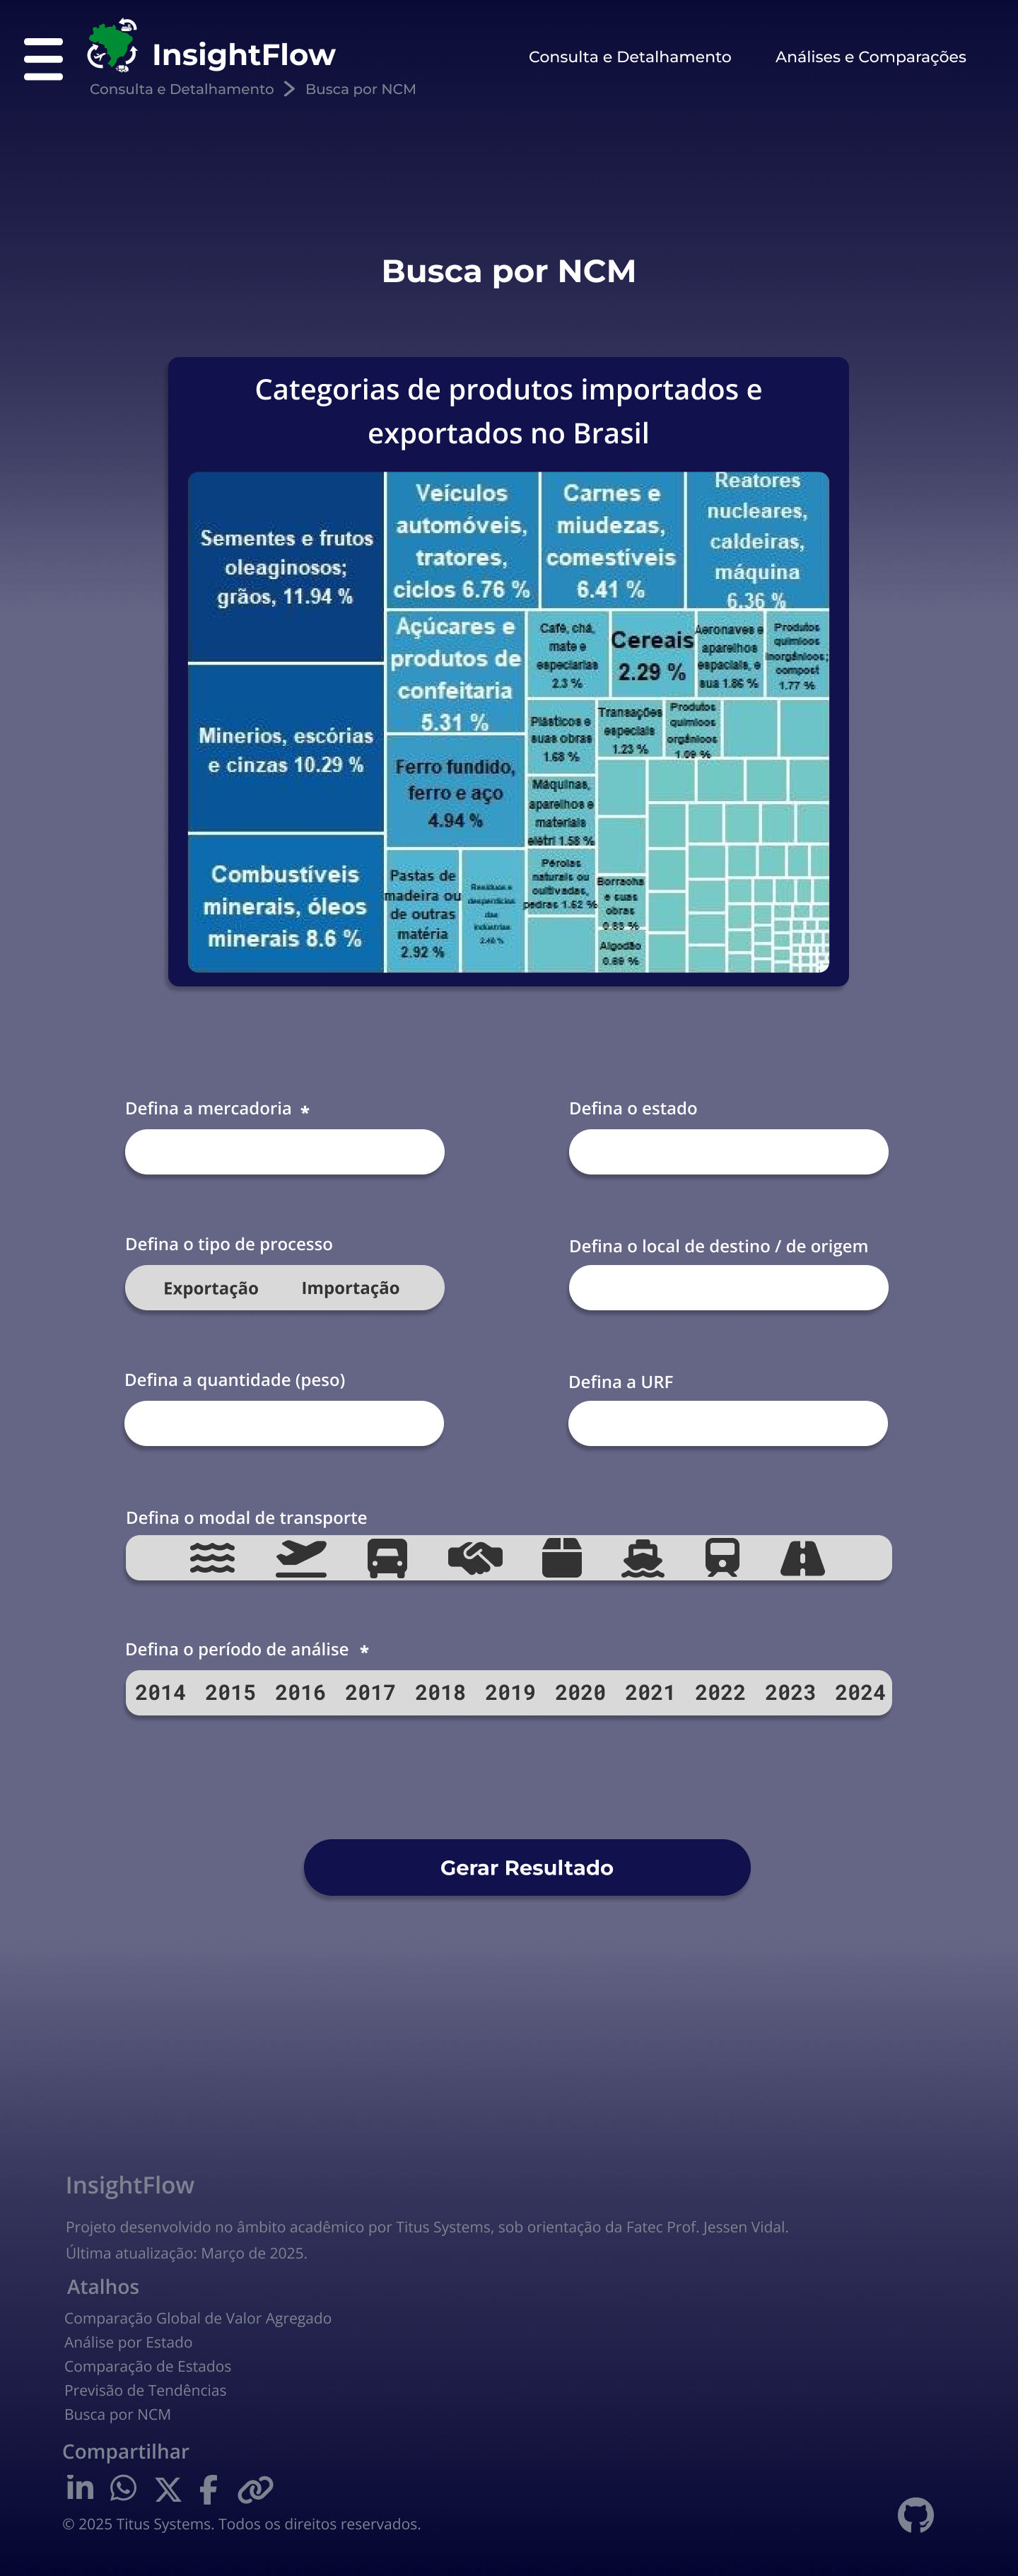 InsightFlow
Consulta e Detalhamento
Análises e Comparações
Consulta e Detalhamento > Busca por NCM
Busca por NCM
Categorias de produtos importados e
exportados no Brasil
Sementes e frutos
oleaginosos;
grãos, 11.94 %
Minerios, escórias
e cinzas 10.29 %
Combustíveis
minerais, óleos
minerais 8.6 %
Veículos
automóveis,
tratores,
ciclos 6.76 %
Carnes e
miudezas,
comestíveis
6.41 %
Reatores
nucleares,
caldeiras,
máquina
6.36 %
Açúcares e
produtos de
confeitaria
5.31 %
Ferro fundido,
ferro e aço
4.94 %
Pastas de
madeira ou
de outras
matéria
2.92 %
Resíduos e
desperdícios
das
indústrias
Café, chá,
mate e
especiarias
2.3 %
Cereais
2.29 %
Aeronaves e
aparelhos
espaciais, e
sua 1.86 %
Produtos
químicos
inorgânicos;
compost
1.77 %
Plásticos e
suas obras
1.68 %
Transações
especiais
1.23 %
Produtos
químicos
orgânicos
1.09 %
Máquinas,
aparelhos e
materiais
elétri 1.58 %
Pérolas
naturais ou
cultivadas,
pedras 1.52 %
Borracha
e suas
obras
Algodão
Defina a mercadoria *
Defina o estado
Defina o tipo de processo
Exportação Importação
Defina o local de destino / de origem
Defina a quantidade (peso)
Defina a URF
Defina o modal de transporte
Defina o período de análise *
2014 2015 2016 2017 2018 2019 2020 2021 2022 2023 2024
Gerar Resultado
InsightFlow
Projeto desenvolvido no âmbito acadêmico por Titus Systems, sob orientação da Fatec Prof. Jessen Vidal.
Última atualização: Março de 2025.
Atalhos
Comparação Global de Valor Agregado
Análise por Estado
Comparação de Estados
Previsão de Tendências
Busca por NCM
Compartilhar
© 2025 Titus Systems. Todos os direitos reservados.